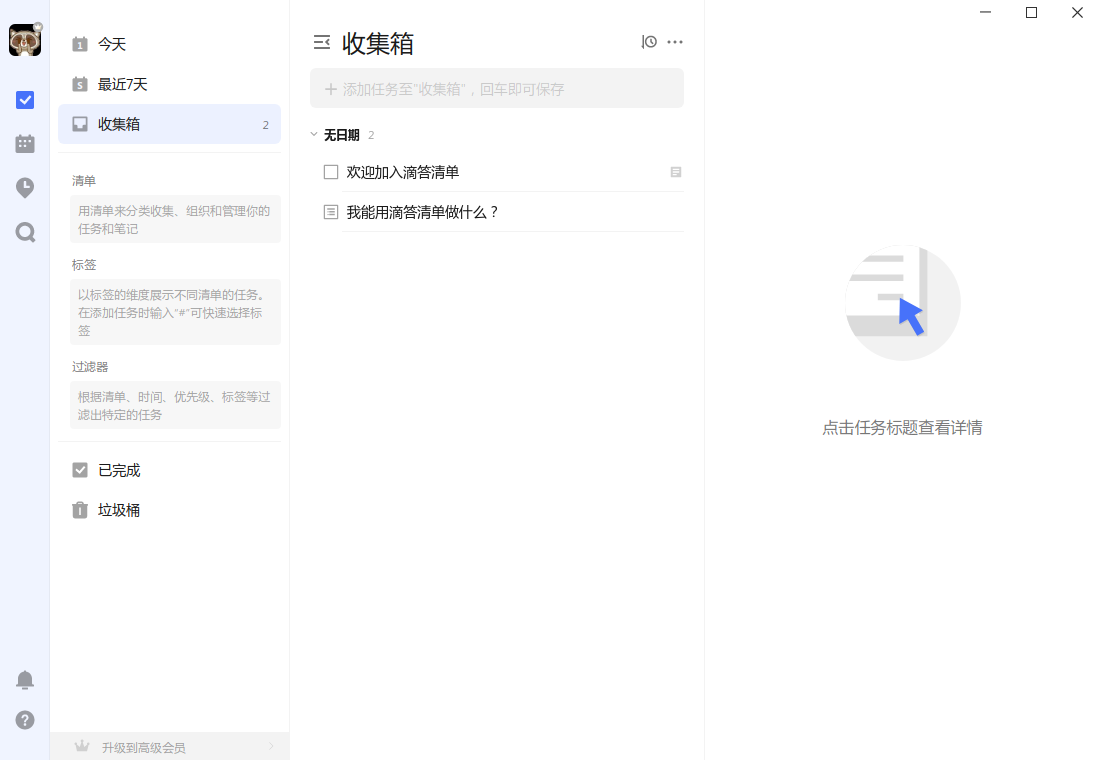 今天
最近7天
收集箱 2
清单
用清单来分类收集、组织和管理你的
任务和笔记
标签
以标签的维度展示不同清单的任务。
在添加任务时输入"#"可快速选择标
签
过滤器
根据清单、时间、优先级、标签等过
滤出特定的任务
已完成
垃圾桶
升级到高级会员
收集箱
添加任务至"收集箱"，回车即可保存
无日期 2
欢迎加入滴答清单
我能用滴答清单做什么？
点击任务标题查看详情